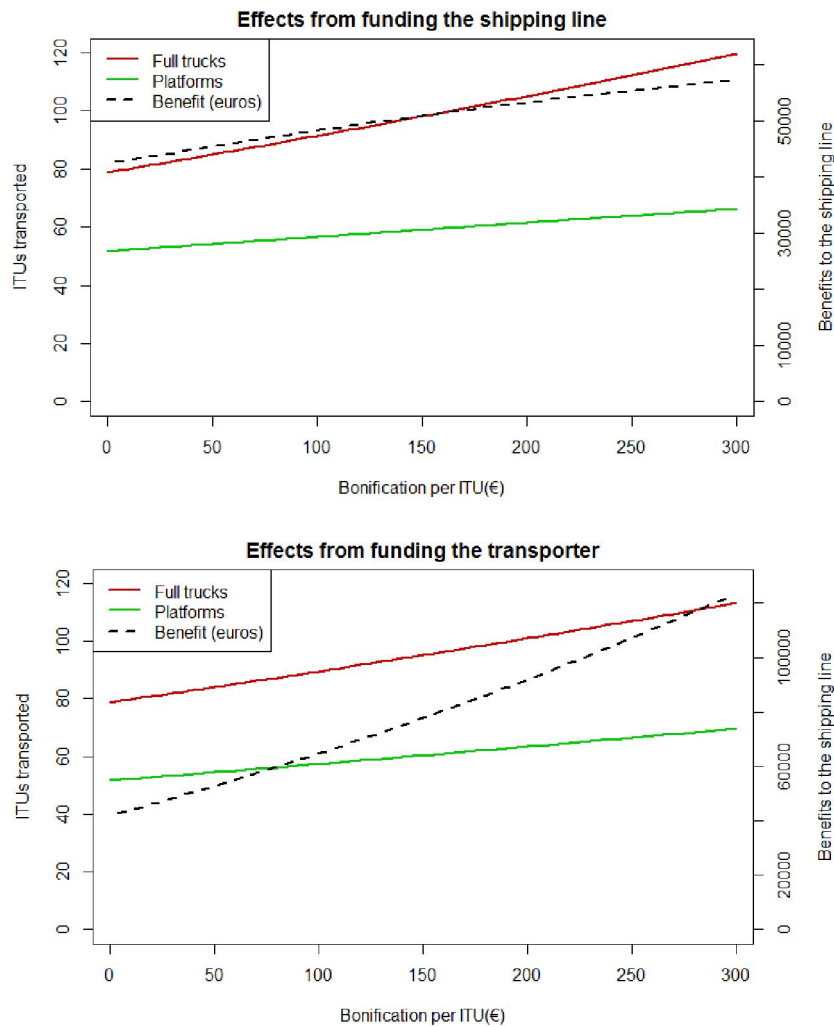 Effects from funding the shipping line
Full trucks
Platforms
Benefit (euros)
ITUs transported
0
20
40
60
80
100
120
0
10000
30000
50000
Benefits to the shipping line
0 50 100 150 200 250 300
Bonification per ITU(€)
Effects from funding the transporter
Full trucks
Platforms
Benefit (euros)
ITUs transported
0
20
40
60
80
100
120
0
20000
60000
100000
Benefits to the shipping line
0 50 100 150 200 250 300
Bonification per ITU(€)